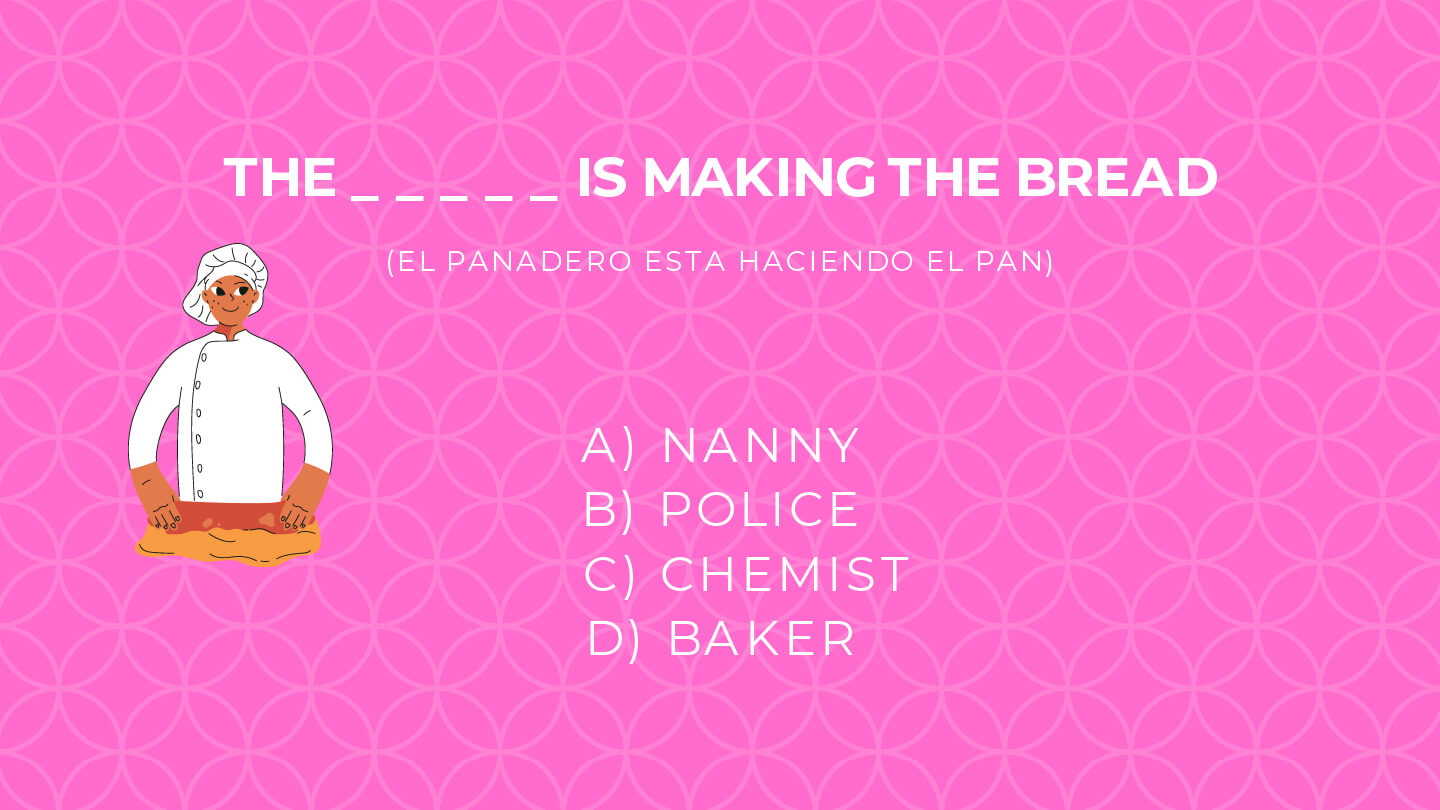 THE _ _ _ _ _ IS MAKING THE BREAD
(EL PANADERO ESTA HACIENDO EL PAN)
A) NANNY
B) POLICE
C) CHEMIST
D) BAKER